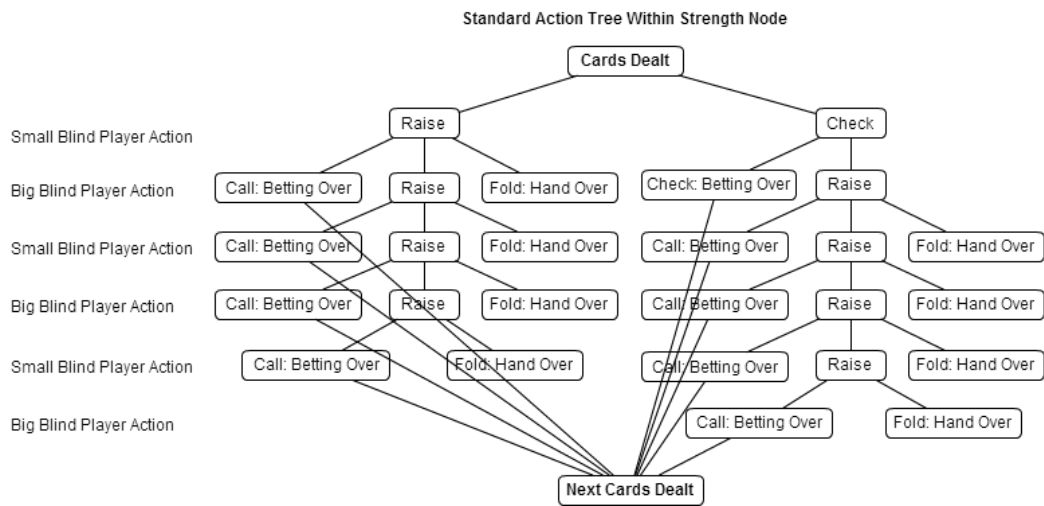 Standard Action Tree Within Strength Node
Cards Dealt
Small Blind Player Action
Raise
Check
Big Blind Player Action
Call: Betting Over
Raise
Fold: Hand Over
Check: Betting Over
Raise
Small Blind Player Action
Call: Betting Over
Raise
Fold: Hand Over
Call: Betting Over
Raise
Fold: Hand Over
Big Blind Player Action
Call: Betting Over
Raise
Fold: Hand Over
Call: Betting Over
Raise
Fold: Hand Over
Small Blind Player Action
Call: Betting Over
Fold: Hand Over
Call: Betting Over
Raise
Fold: Hand Over
Big Blind Player Action
Call: Betting Over
Fold: Hand Over
Next Cards Dealt